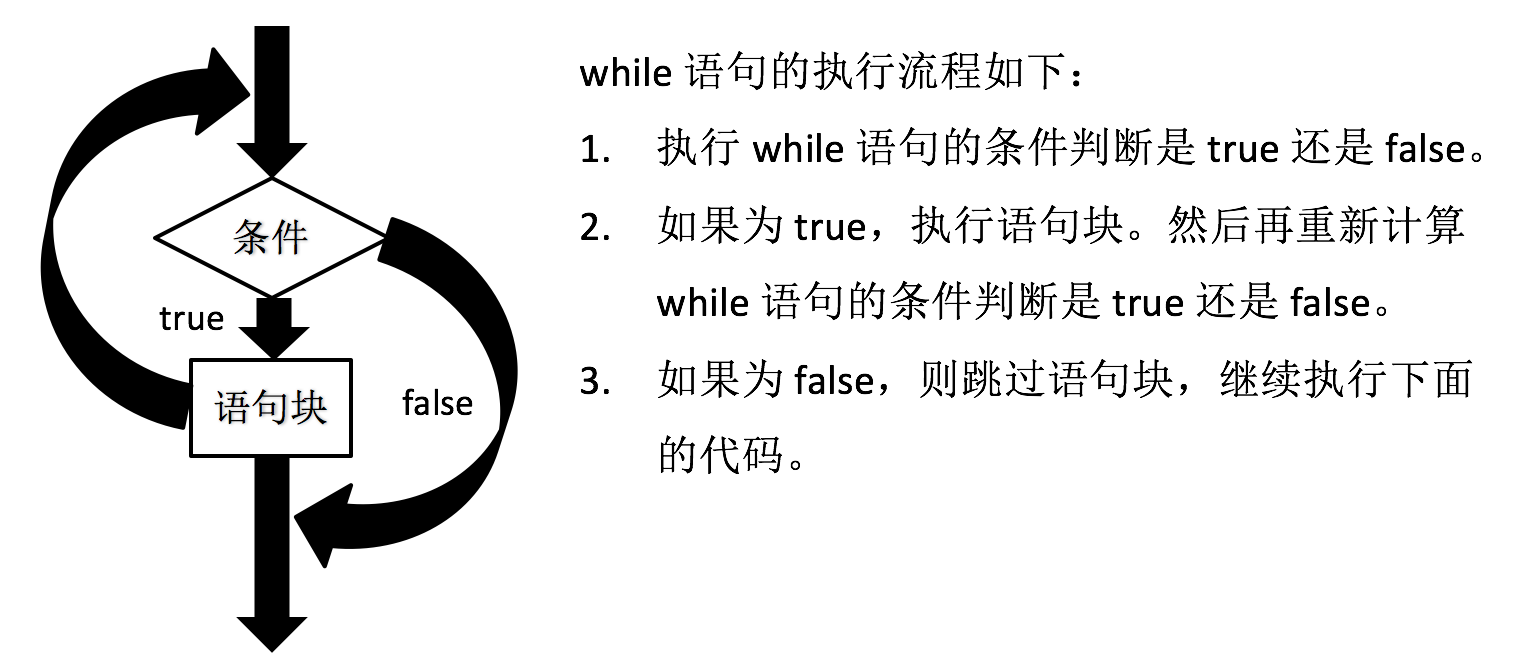 条件
true
语句块
false
while 语句的执行流程如下：
1. 执行 while 语句的条件判断是 true 还是 false。
2. 如果为 true，执行语句块。然后再重新计算
while 语句的条件判断是 true 还是 false。
3. 如果为 false，则跳过语句块，继续执行下面
的代码。